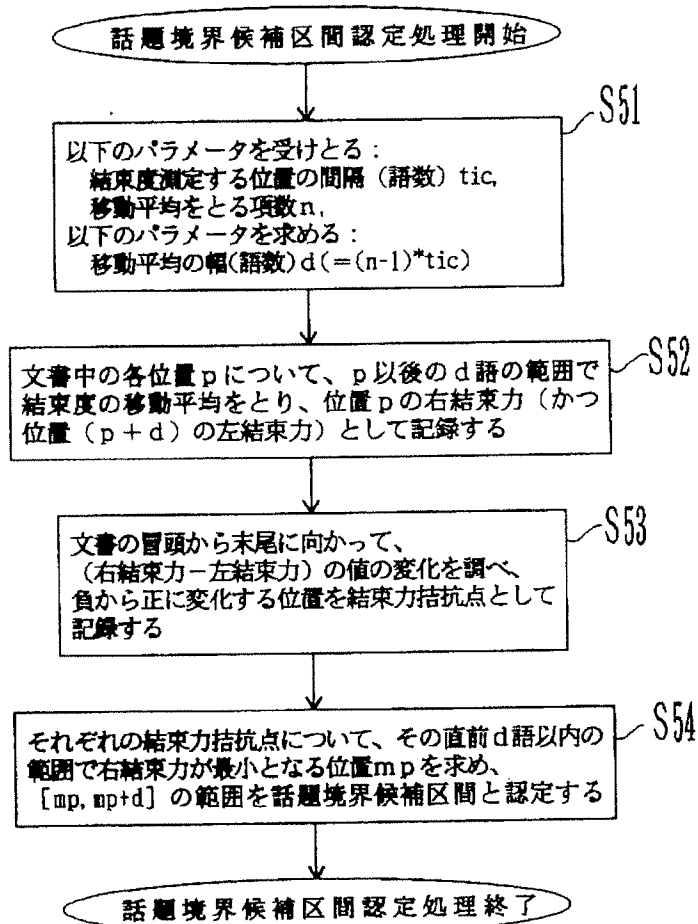 話題境界候補区間認定処理開始
S51
以下のパラメータを受けとる:
結束度測定する位置の間隔(語数)tic,
移動平均をとる項数n,
以下のパラメータを求める:
移動平均の幅(語数)d(=(n-1)*tic)
S52
文書中の各位置pについて、p以後のd語の範囲で
結束度の移動平均をとり、位置pの右結束力(かつ
位置(p+d)の左結束力)として記録する
S53
文書の冒頭から末尾に向かって、
(右結束力-左結束力)の値の変化を調べ、
負から正に変化する位置を結束力拮抗点として
記録する
S54
それぞれの結束力拮抗点について、その直前d語以内の
範囲で右結束力が最小となる位置mpを求め、
[mp,mp+d]の範囲を話題境界候補区間と認定する
話題境界候補区間認定処理終了